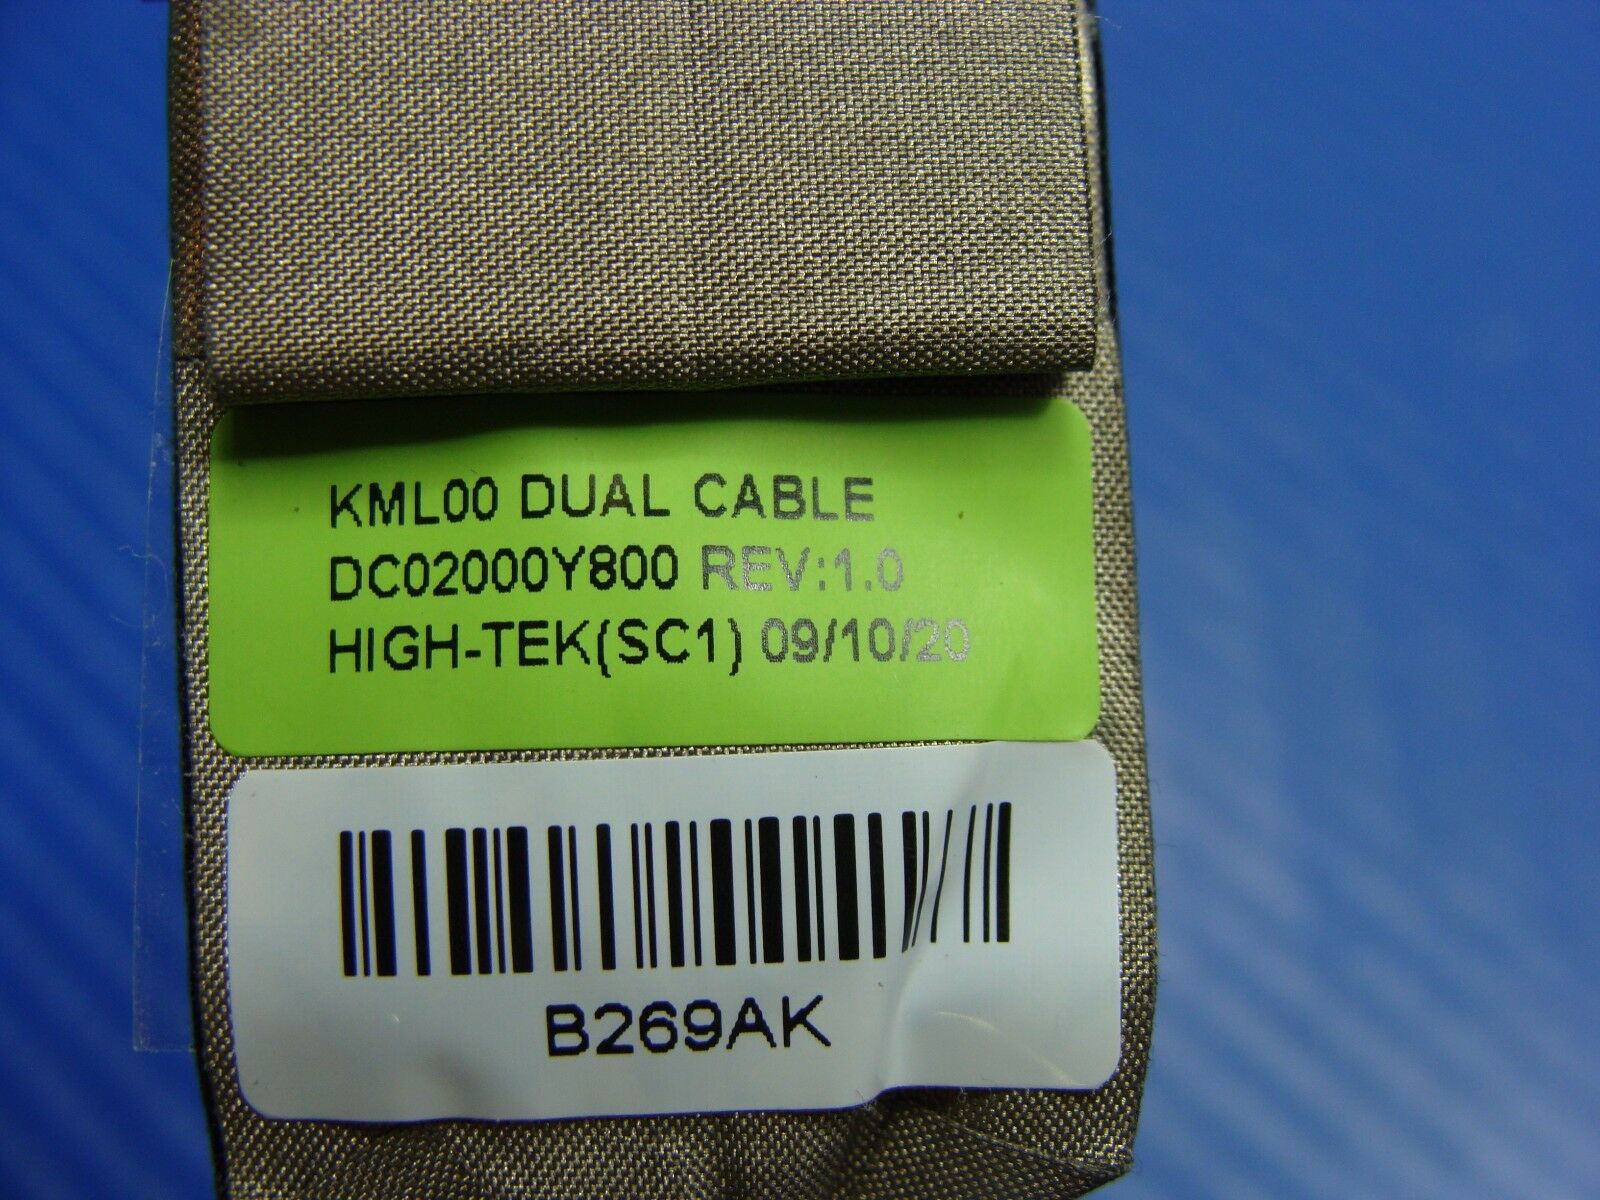 KML00 DUAL CABLE
DC02000Y800 REV:1.0
HIGH-TEK(SC1) 09/10/20
B269AK